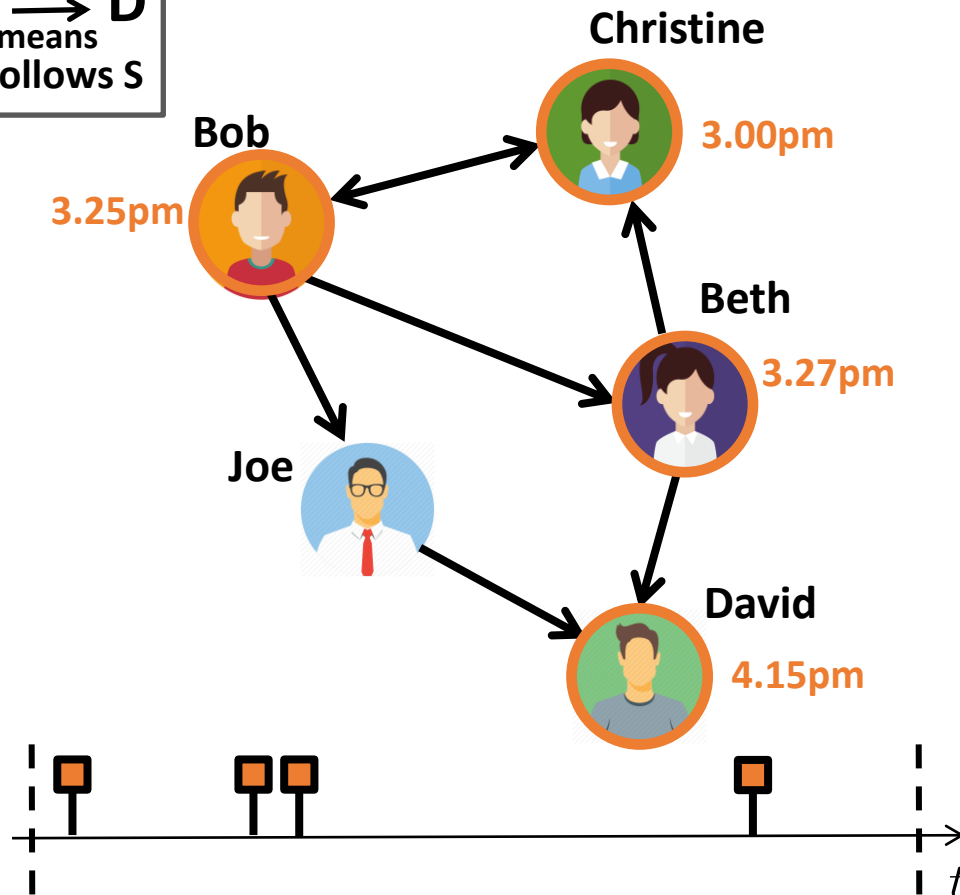 D
means
ollows S
Christine
3.00pm
Bob
3.25pm
Beth
3.27pm
Joe
David
4.15pm